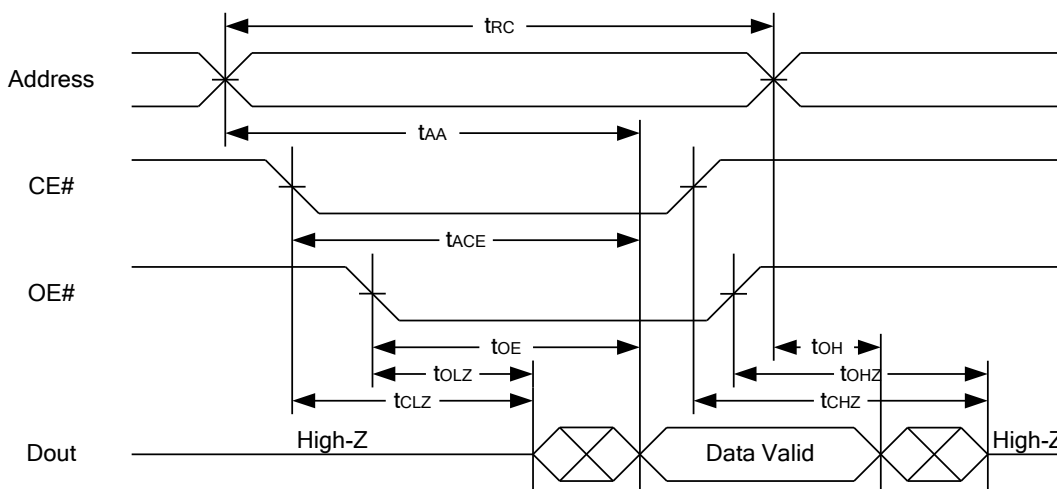 tRC
Address
tAA
CE#
tACE
OE#
tOE
tOH
tOLZ
tOHZ
tCLZ
tCHZ
High-Z
Data Valid
High-Z
Dout